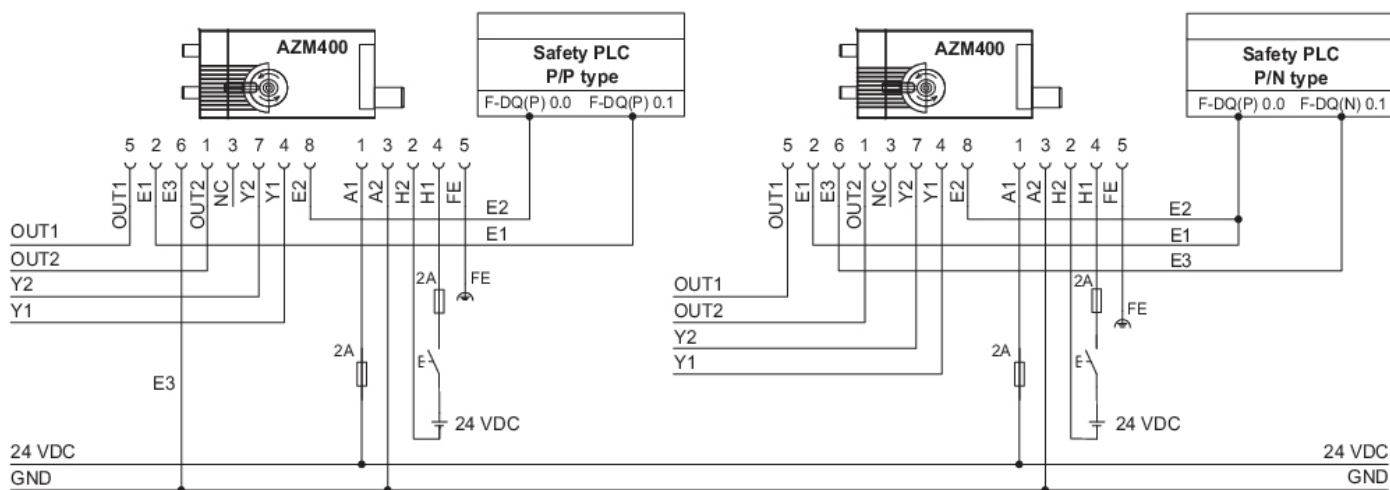 AZM400
Safety PLC
P/P type
F-DQ(P) 0.0 F-DQ(P) 0.1
5 2 6 1 3 7 4 8 1 3 2 4 5
OUT1 E1 E3 OUT2 NC Y2 Y1 E2 A1 A2 H2 H1 FE
E2
E1
OUT1
OUT2
Y2
Y1
2A
FE
2A
E3
24 VDC
AZM400
Safety PLC
P/N type
F-DQ(P) 0.0 F-DQ(N) 0.1
5 2 6 1 3 7 4 8 1 3 2 4 5
OUT1 E1 E3 OUT2 NC Y2 Y1 E2 A1 A2 H2 H1 FE
E2
E1
E3
OUT1
OUT2
Y2
Y1
2A
FE
2A
24 VDC
24 VDC 24 VDC
GND GND